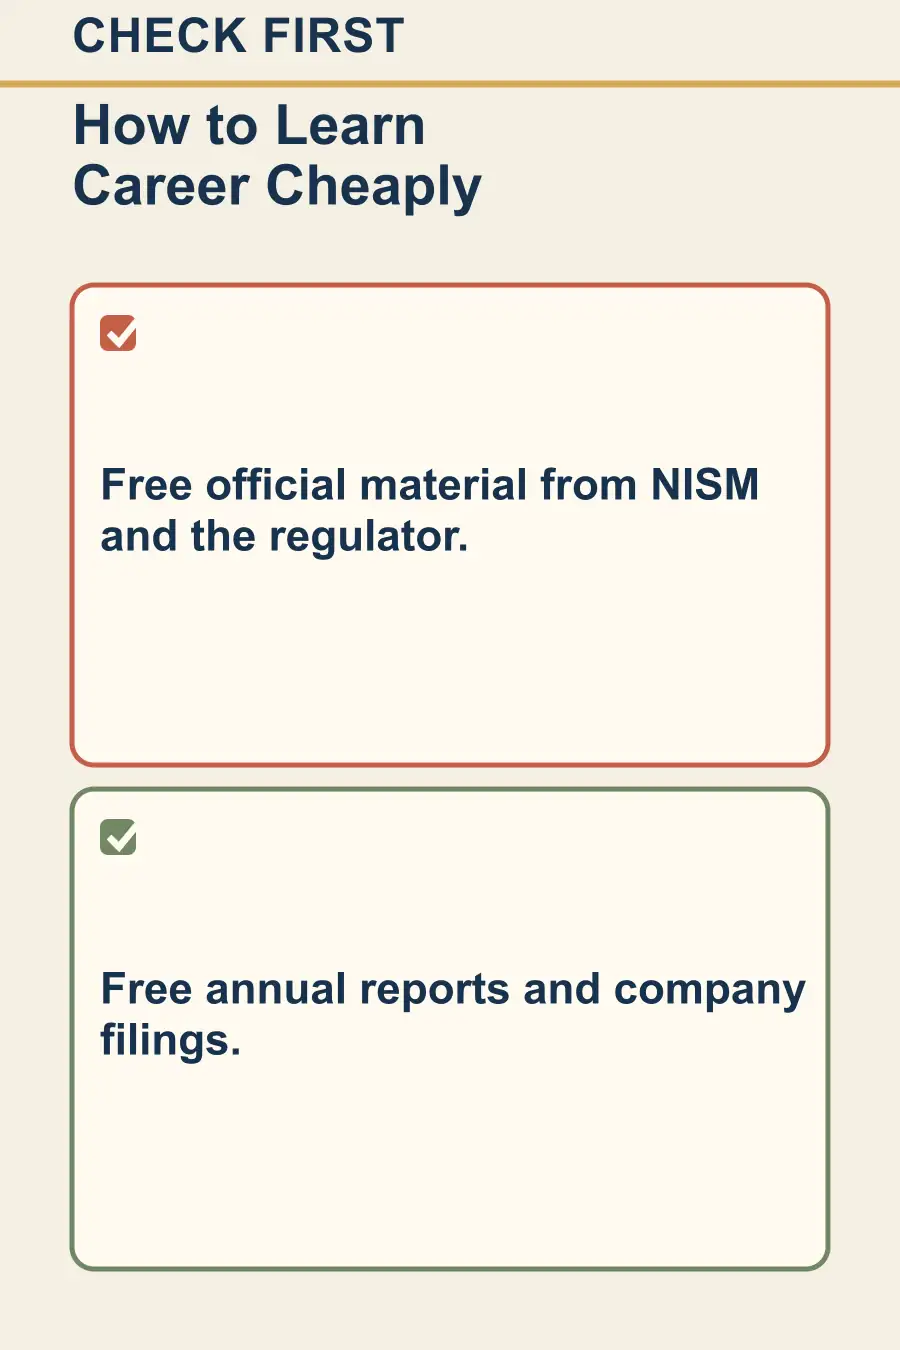 CHECK FIRST
How to Learn
Career Cheaply
Free official material from NISM
and the regulator.
Free annual reports and company
filings.